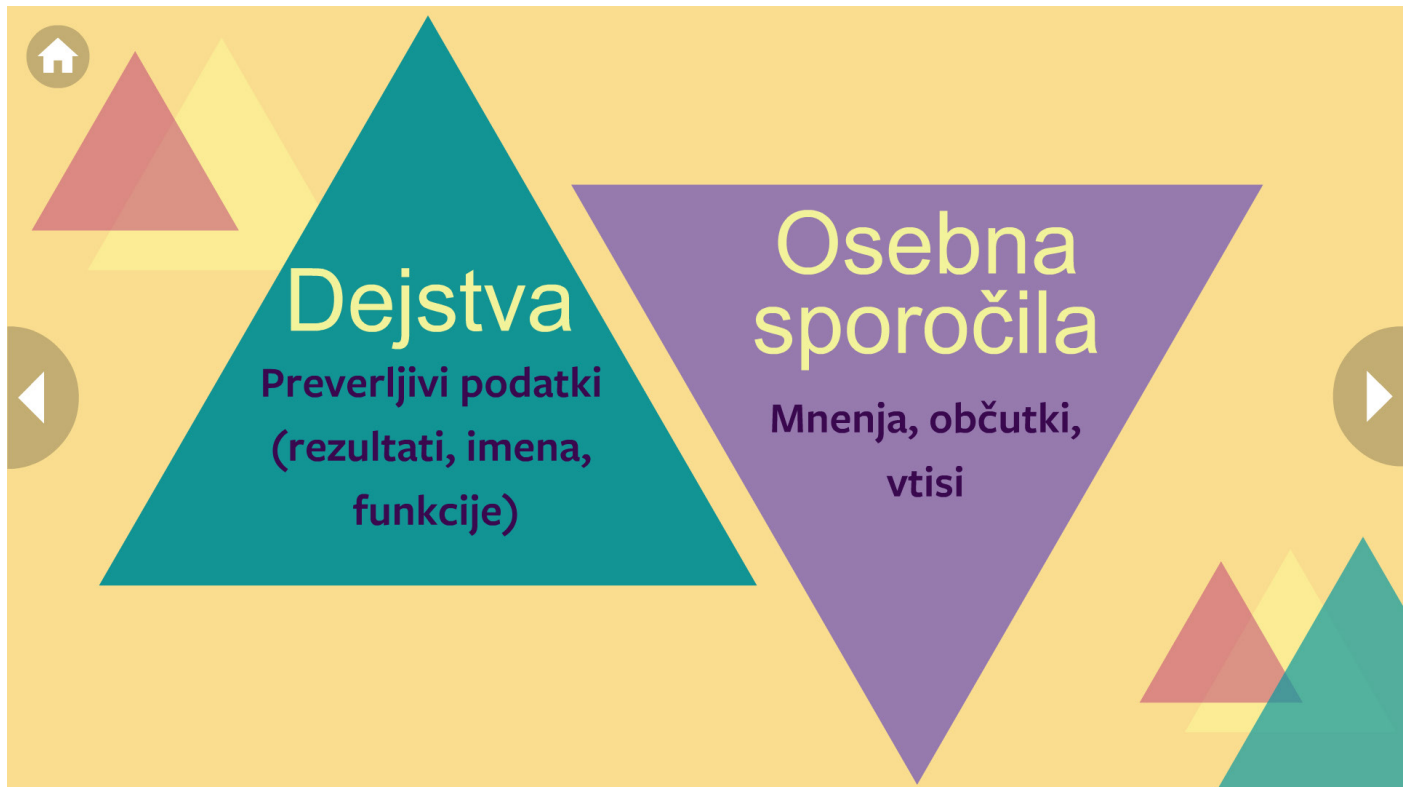 Dejstva
Preverljivi podatki
(rezultati, imena,
funkcije)
Osebna
sporočila
Mnenja, občutki,
vtisi